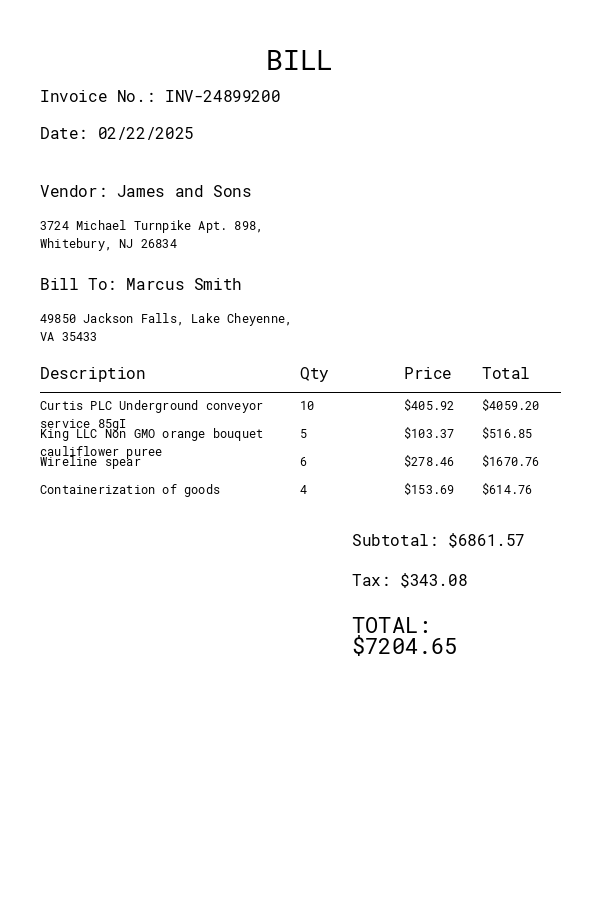 BILL
Invoice No.: INV-24899200
Date: 02/22/2025
Vendor: James and Sons
3724 Michael Turnpike Apt. 898,
Whitebury, NJ 26834
Bill To: Marcus Smith
49850 Jackson Falls, Lake Cheyenne,
VA 35433
Description Qty Price Total
Curtis PLC Underground conveyor 10 $405.92 $4059.20
service 85gI
King LLC Non GMO orange bouquet 5 $103.37 $516.85
cauliflower puree
Wireline spear 6 $278.46 $1670.76
Containerization of goods 4 $153.69 $614.76
Subtotal: $6861.57
Tax: $343.08
TOTAL:
$7204.65